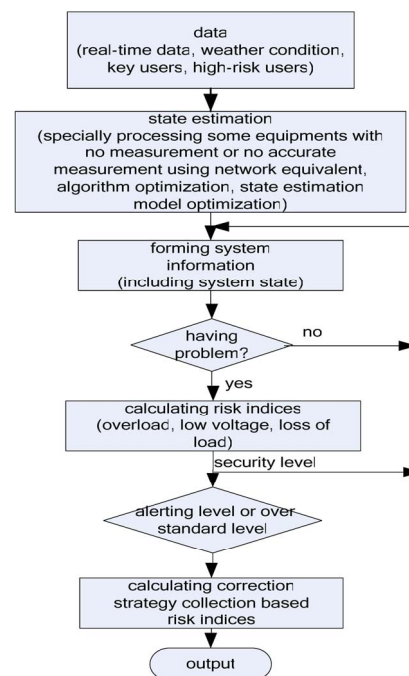 data
(real-time data, weather condition,
key users, high-risk users)
state estimation
(specially processing some equipments with
no measurement or no accurate
measurement using network equivalent,
algorithm optimization, state estimation
model optimization)
forming system
information
(including system state)
having
problem?
no
yes
calculating risk indices
(overload, low voltage, loss of
load)
security level
alerting level or over
standard level
calculating correction
strategy collection based
risk indices
output